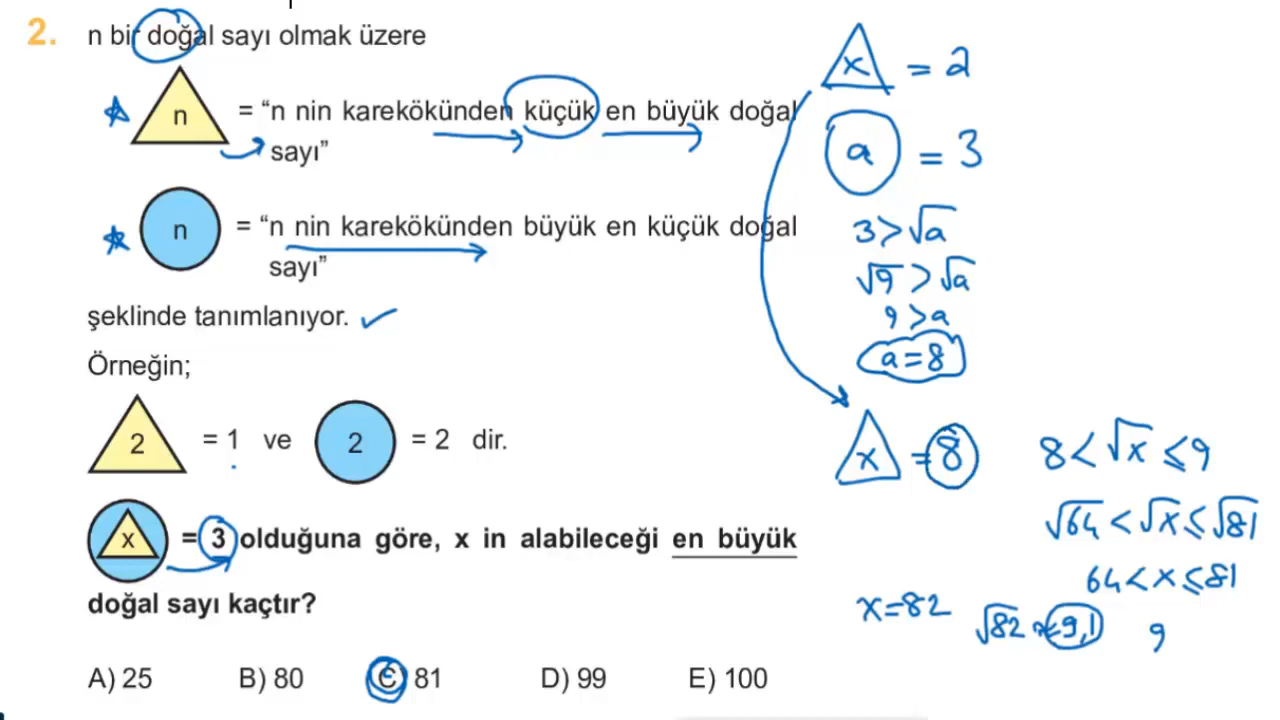 2. n bir doğal sayı olmak üzere
n = “n nin karekökünden küçük en büyük doğal
sayı”
n = “n nin karekökünden büyük en küçük doğal
sayı”
şeklinde tanımlanıyor.
Örneğin;
2 = 1 ve 2 = 2 dir.
x = 3 olduğuna göre, x in alabileceği en büyük
doğal sayı kaçtır?
A) 25 B) 80 C) 81 D) 99 E) 100
x = 2
a = 3
3 > √a
√9 > √a
9 > a
a = 8
x = 8
8 < √x ≤ 9
√64 < √x ≤ √81
64 < x ≤ 81
x = 82
√82 ≈ 9,1
9